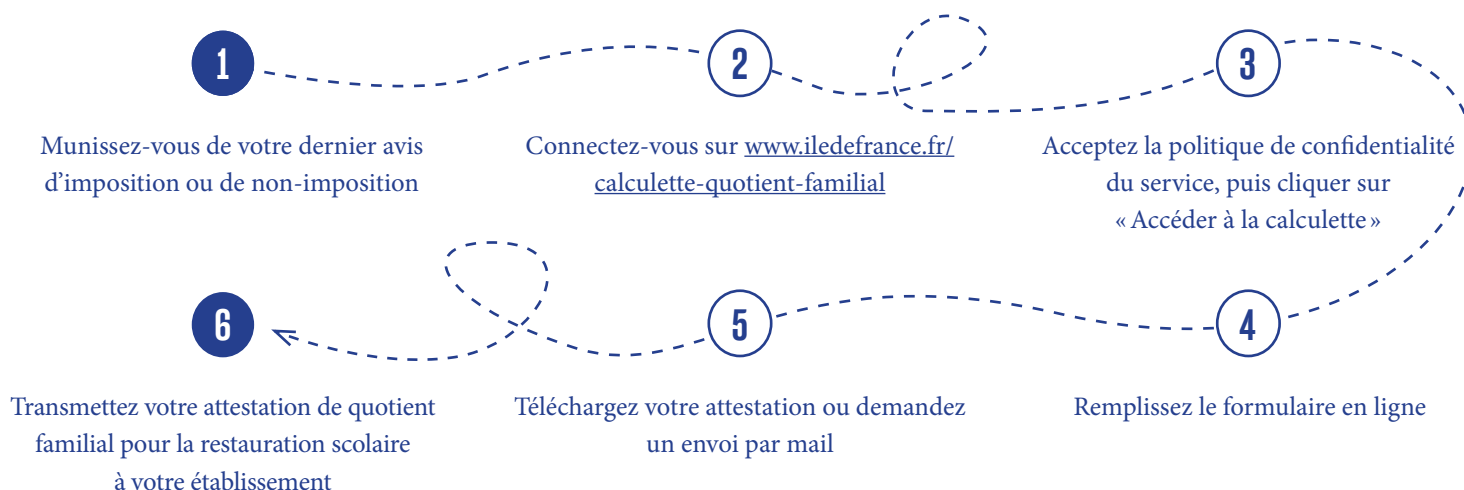 1
Munissez-vous de votre dernier avis
d’imposition ou de non-imposition
2
Connectez-vous sur www.iledefrance.fr/
calculette-quotient-familial
3
Acceptez la politique de confidentialité
du service, puis cliquer sur
« Accéder à la calculette »
4
Remplissez le formulaire en ligne
5
Téléchargez votre attestation ou demandez
un envoi par mail
6
Transmettez votre attestation de quotient
familial pour la restauration scolaire
à votre établissement